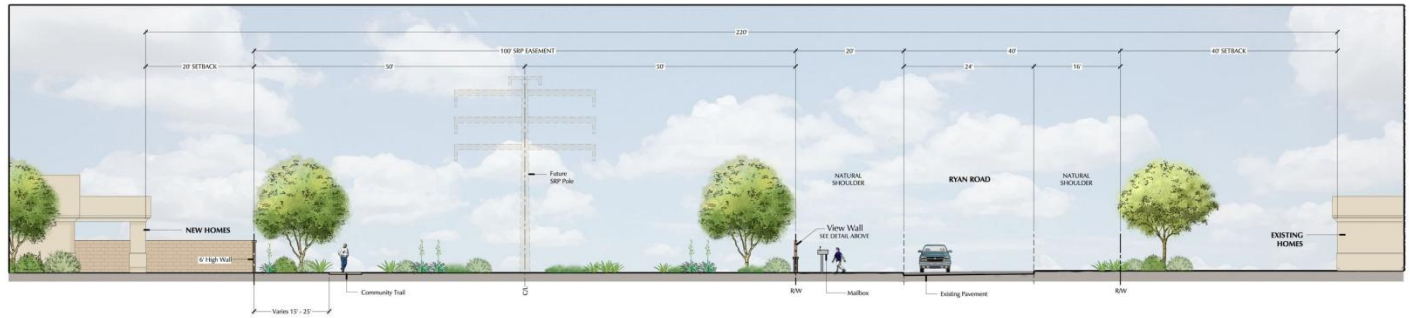 220'
100' SRP EASEMENT
20'
40'
40' SETBACK
20' SETBACK
50'
50'
24'
16'
Future
SRP Pole
NATURAL
SHOULDER
RYAN ROAD
NATURAL
SHOULDER
NEW HOMES
View Wall
SEE DETAIL ABOVE
EXISTING
HOMES
6' High Wall
Community Trail
C/L
R/W
Mailbox
Existing Pavement
R/W
Varies 15' - 25'